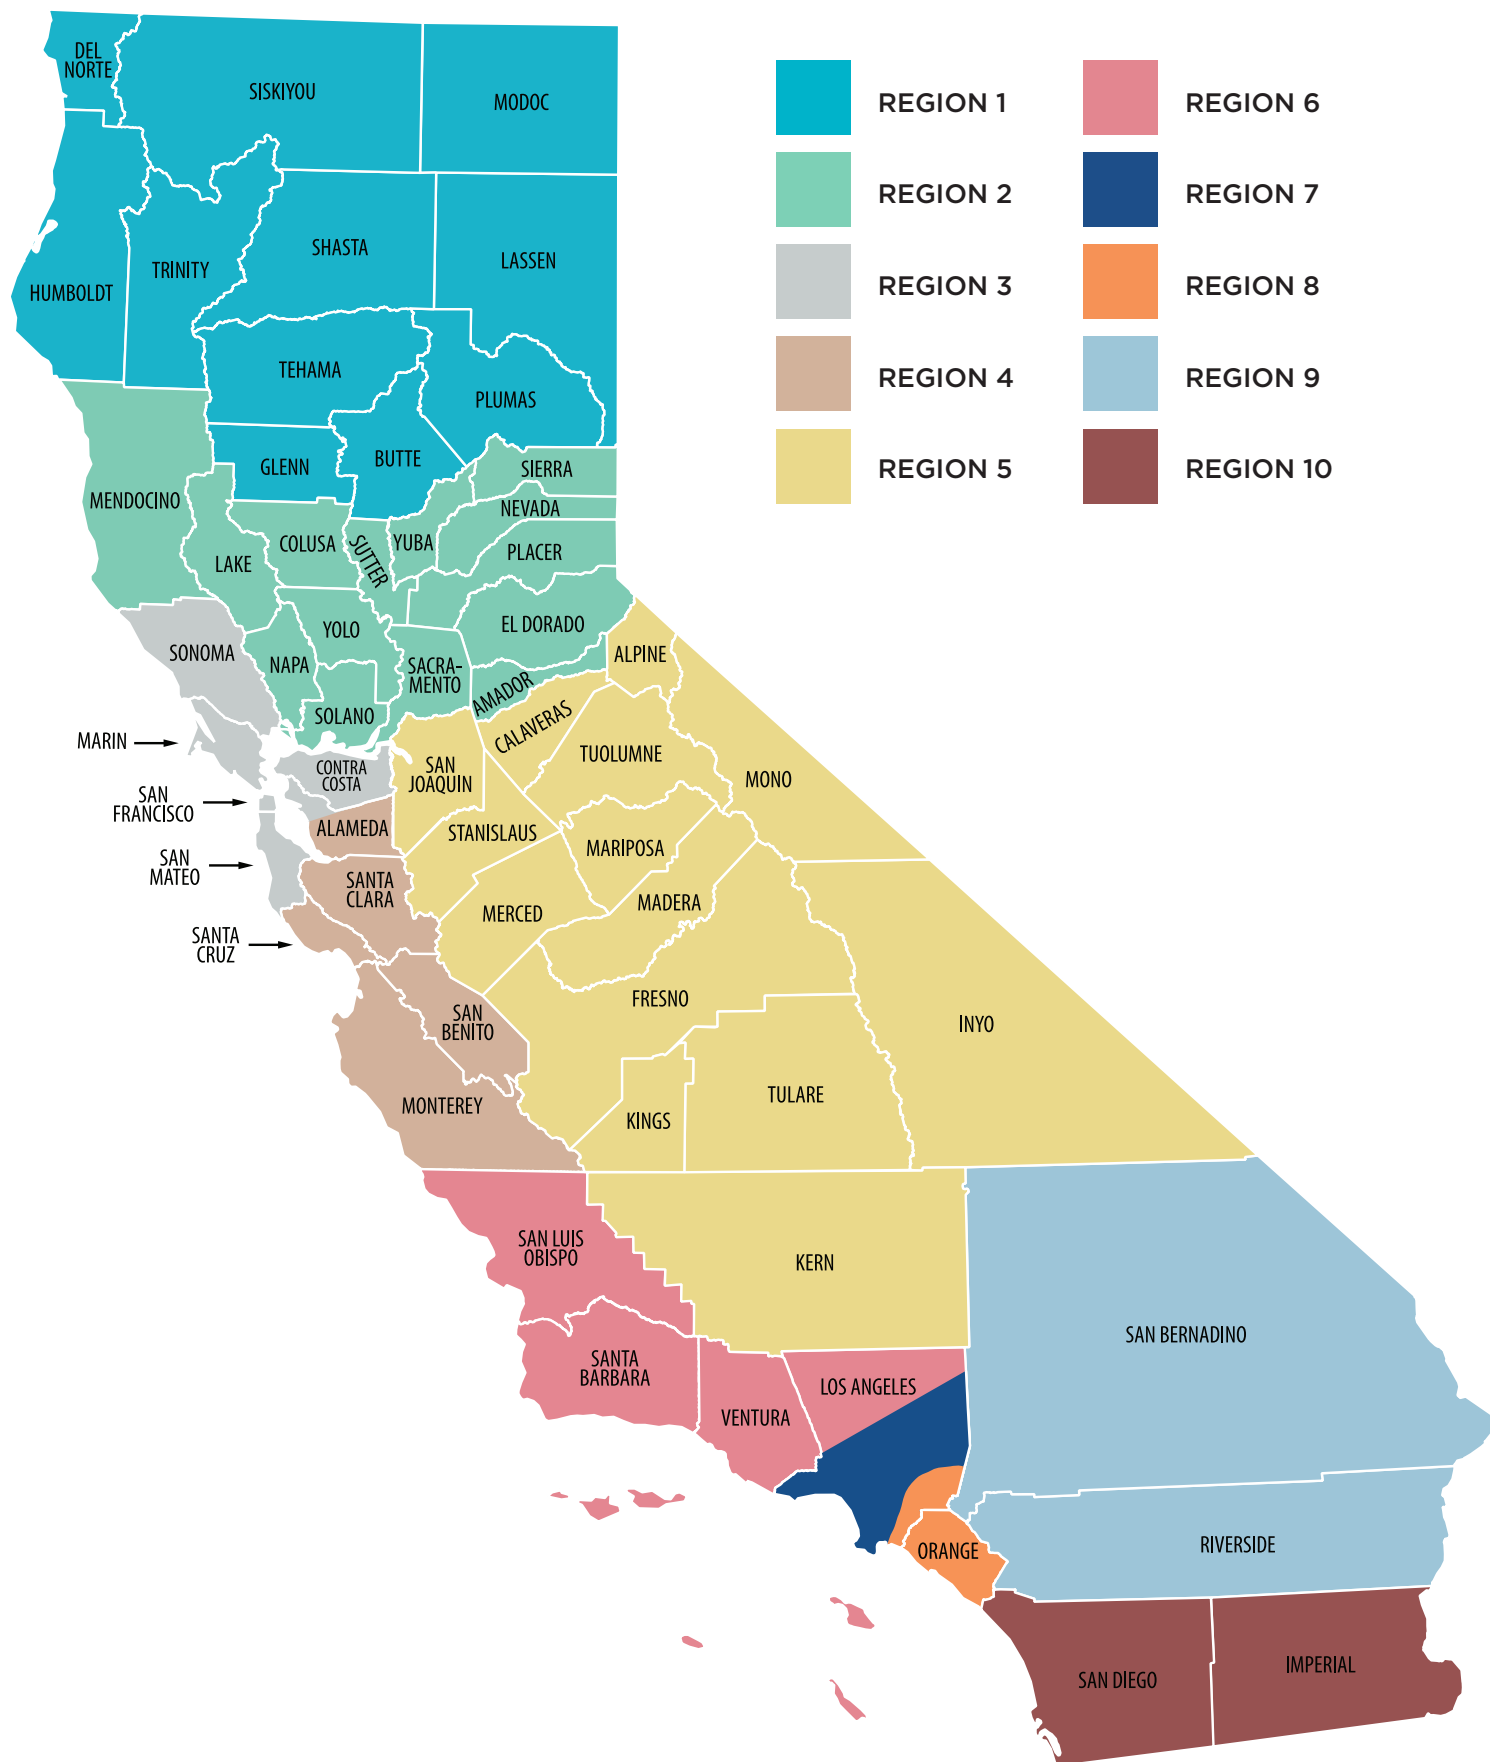 DEL
NORTE
SISKIYOU
MODOC
HUMBOLDT
TRINITY
SHASTA
LASSEN
TEHAMA
PLUMAS
GLENN
BUTTE
MENDOCINO
SIERRA
NEVADA
COLUSA
SUTTER
YUBA
PLACER
LAKE
YOLO
EL DORADO
SONOMA
NAPA
SACRA-
MENTO
ALPINE
AMADOR
SOLANO
CALAVERAS
MARIN
CONTRA
COSTA
SAN
JOAQUIN
TUOLUMNE
MONO
SAN
FRANCISCO
ALAMEDA
STANISLAUS
MARIPOSA
SAN
MATEO
SANTA
CLARA
MERCED
MADERA
SANTA
CRUZ
SAN
BENITO
FRESNO
INYO
MONTEREY
KINGS
TULARE
SAN LUIS
OBISPO
KERN
SAN BERNADINO
SANTA
BARBARA
VENTURA
LOS ANGELES
ORANGE
RIVERSIDE
SAN DIEGO
IMPERIAL
REGION 1
REGION 2
REGION 3
REGION 4
REGION 5
REGION 6
REGION 7
REGION 8
REGION 9
REGION 10